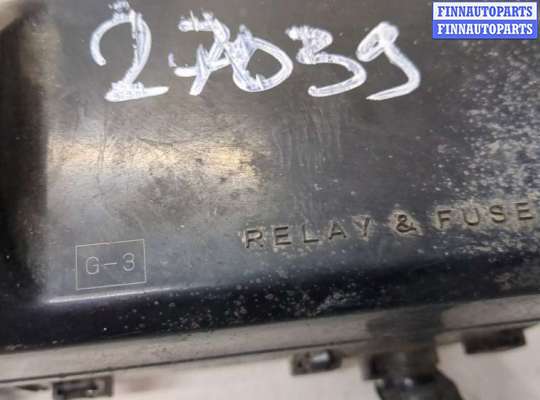 FINNAUTOPARTS
FINNAUTOPARTS
27039
RELAY & FUSE
G-3